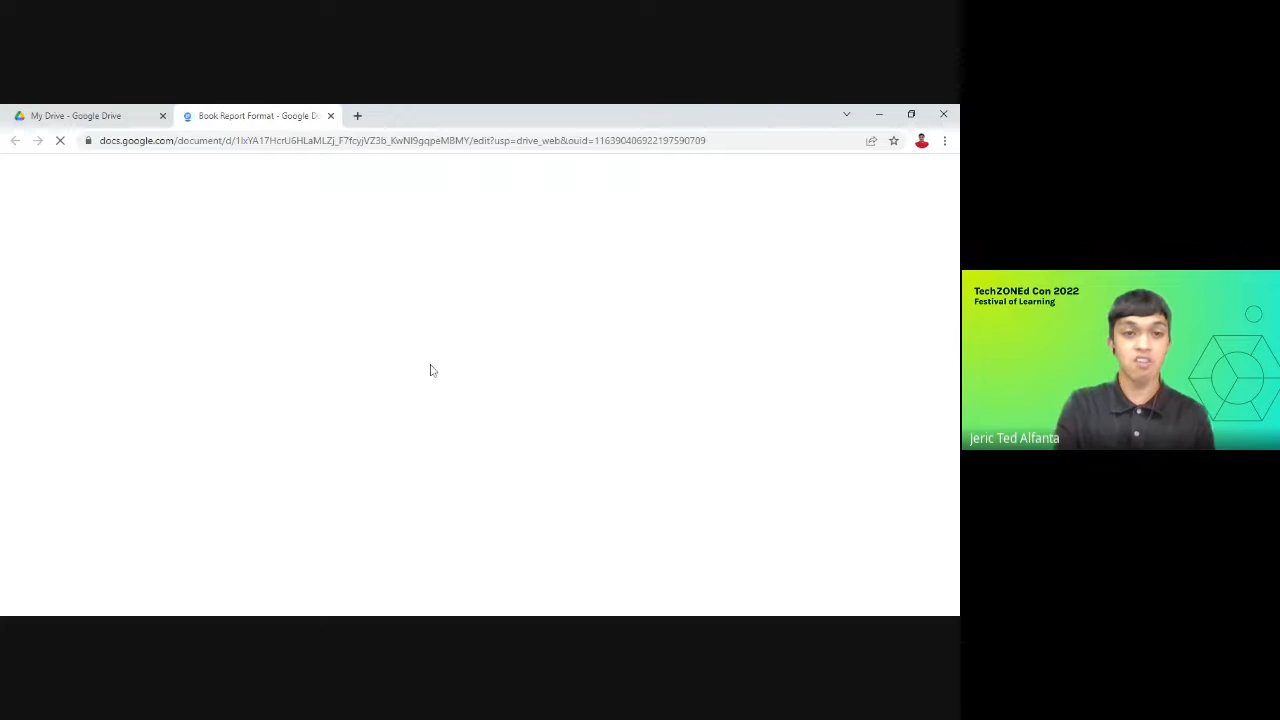 My Drive - Google Drive
Book Report Format - Google D
docs.google.com/document/d/1IxYA17HcrU6HLaMLZj_F7fcyjVZ3b_KwNI9gqpeMBMY/edit?usp=drive_web&ouid=116390406922197590709
TechZONEd Con 2022
Festival of Learning
Jeric Ted Alfanta